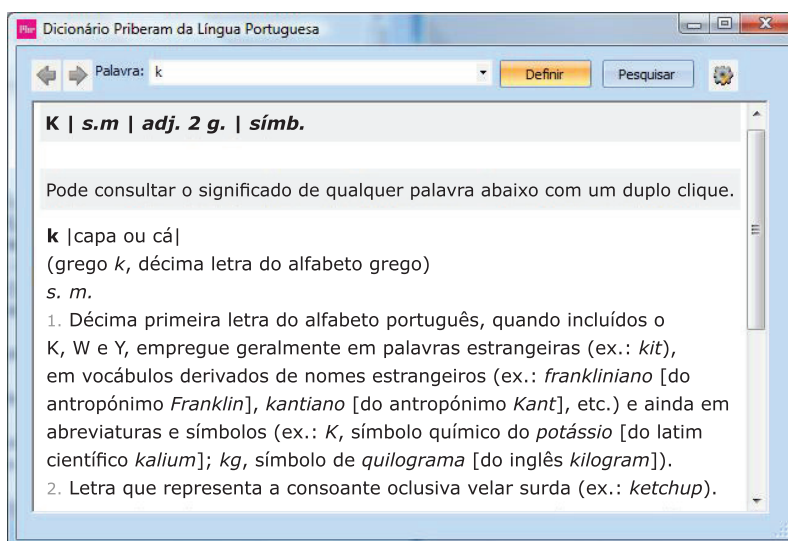 Dicionário Priberam da Língua Portuguesa
Palavra: k Definir Pesquisar
K | s.m | adj. 2 g. | símb.
Pode consultar o significado de qualquer palavra abaixo com um duplo clique.
k |capa ou cá|
(grego k, décima letra do alfabeto grego)
s. m.
1. Décima primeira letra do alfabeto português, quando incluídos o
K, W e Y, empregue geralmente em palavras estrangeiras (ex.: kit),
em vocábulos derivados de nomes estrangeiros (ex.: frankliniano [do
antropónimo Franklin], kantiano [do antropónimo Kant], etc.) e ainda em
abreviaturas e símbolos (ex.: K, símbolo químico do potássio [do latim
científico kalium]; kg, símbolo de quilograma [do inglês kilogram]).
2. Letra que representa a consoante oclusiva velar surda (ex.: ketchup).